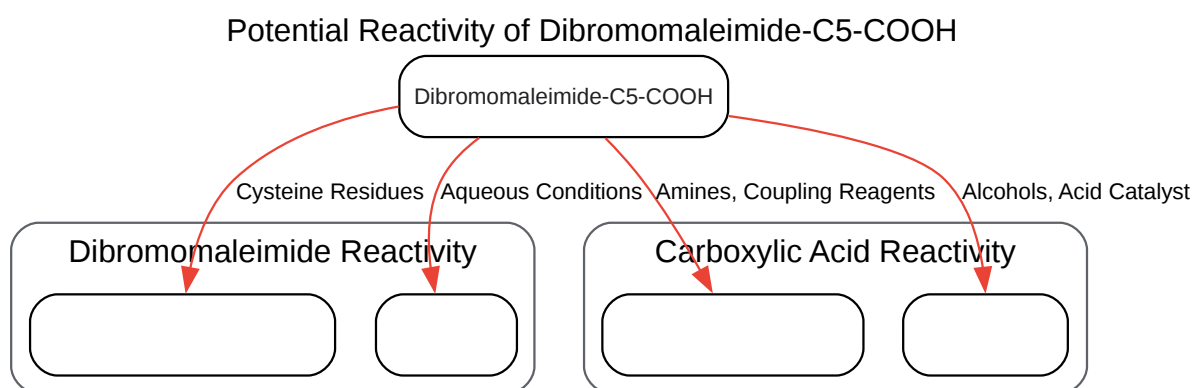 Potential Reactivity of Dibromomaleimide-C5-COOH
Dibromomaleimide-C5-COOH
Cysteine Residues
Aqueous Conditions
Amines, Coupling Reagents
Alcohols, Acid Catalyst
Dibromomaleimide Reactivity
Carboxylic Acid Reactivity